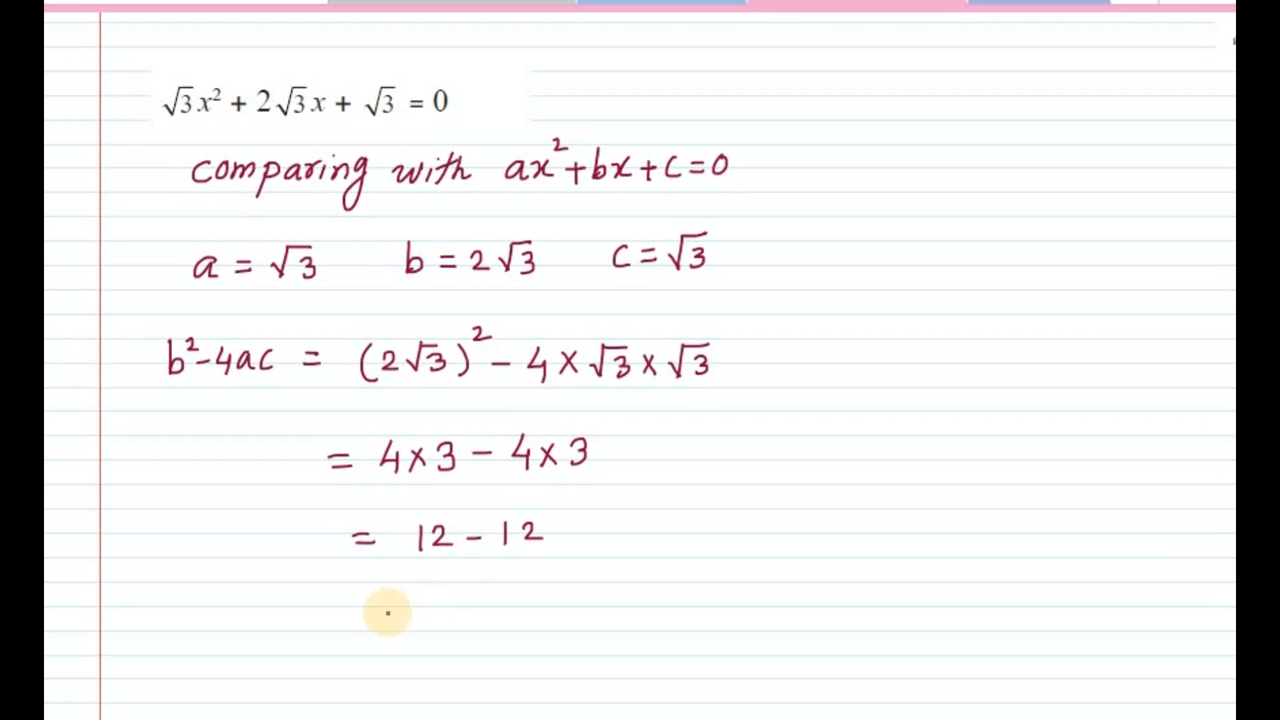 √3x² + 2√3x + √3 = 0
comparing with ax²+bx+c=0
a = √3 b = 2√3 c = √3
b²-4ac = (2√3)² - 4 × √3 × √3
= 4×3 - 4×3
= 12 - 12